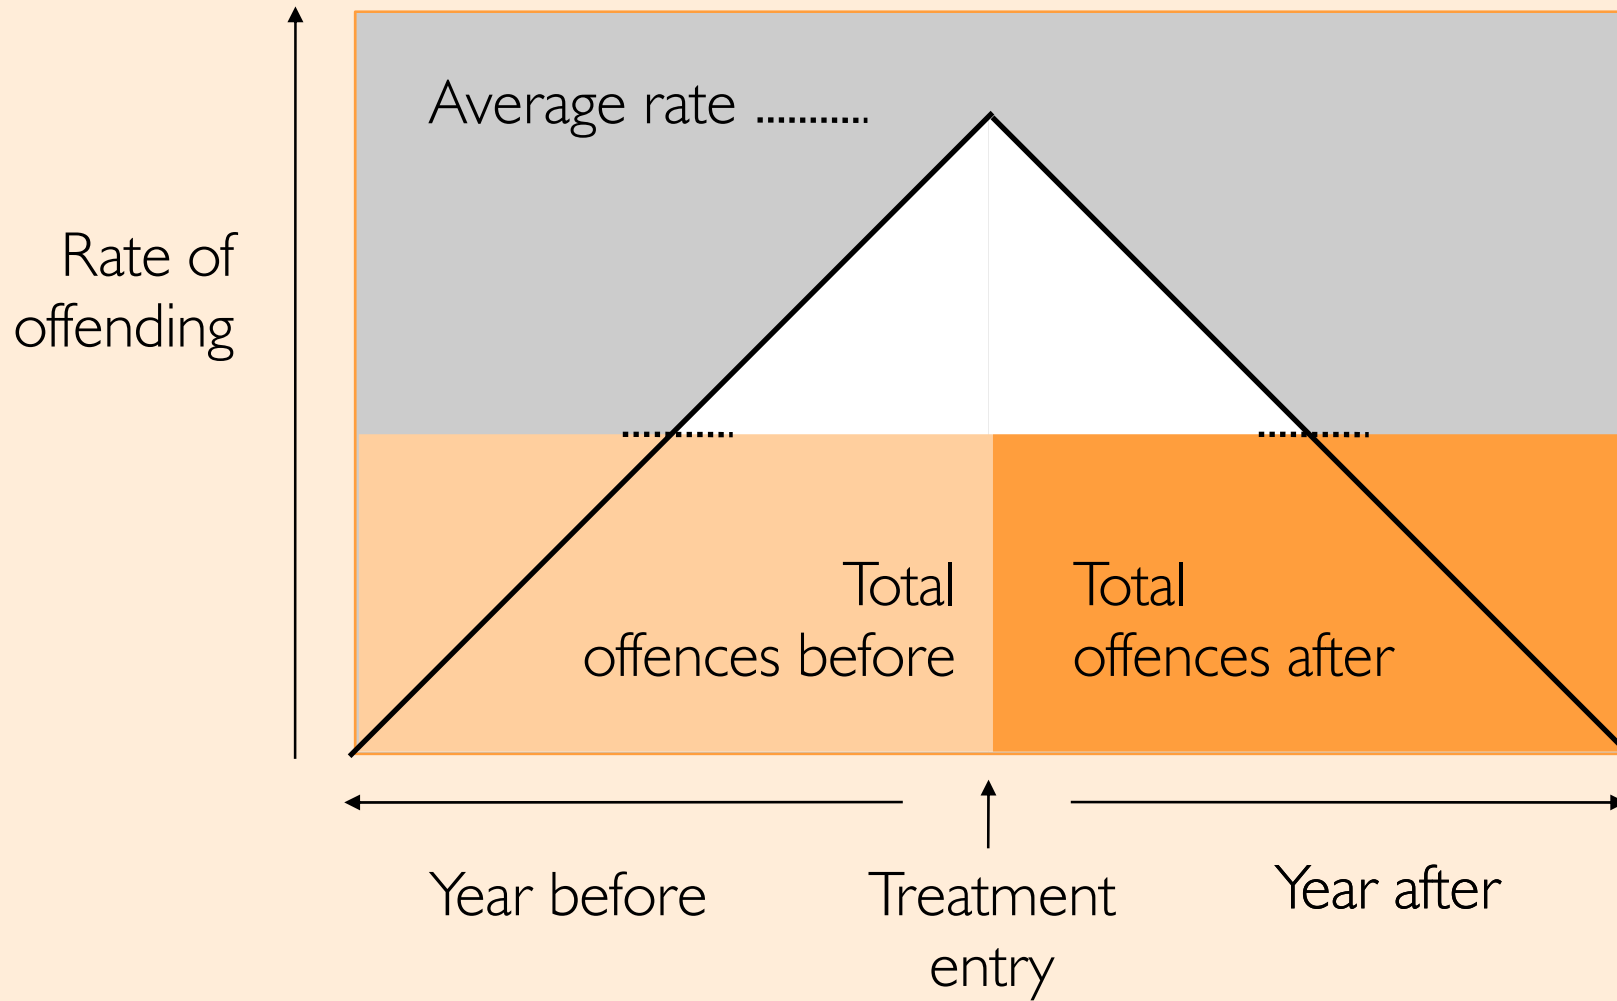 Average rate ...........
Rate of
offending
Total
offences before
Total
offences after
Year before
Treatment
entry
Year after